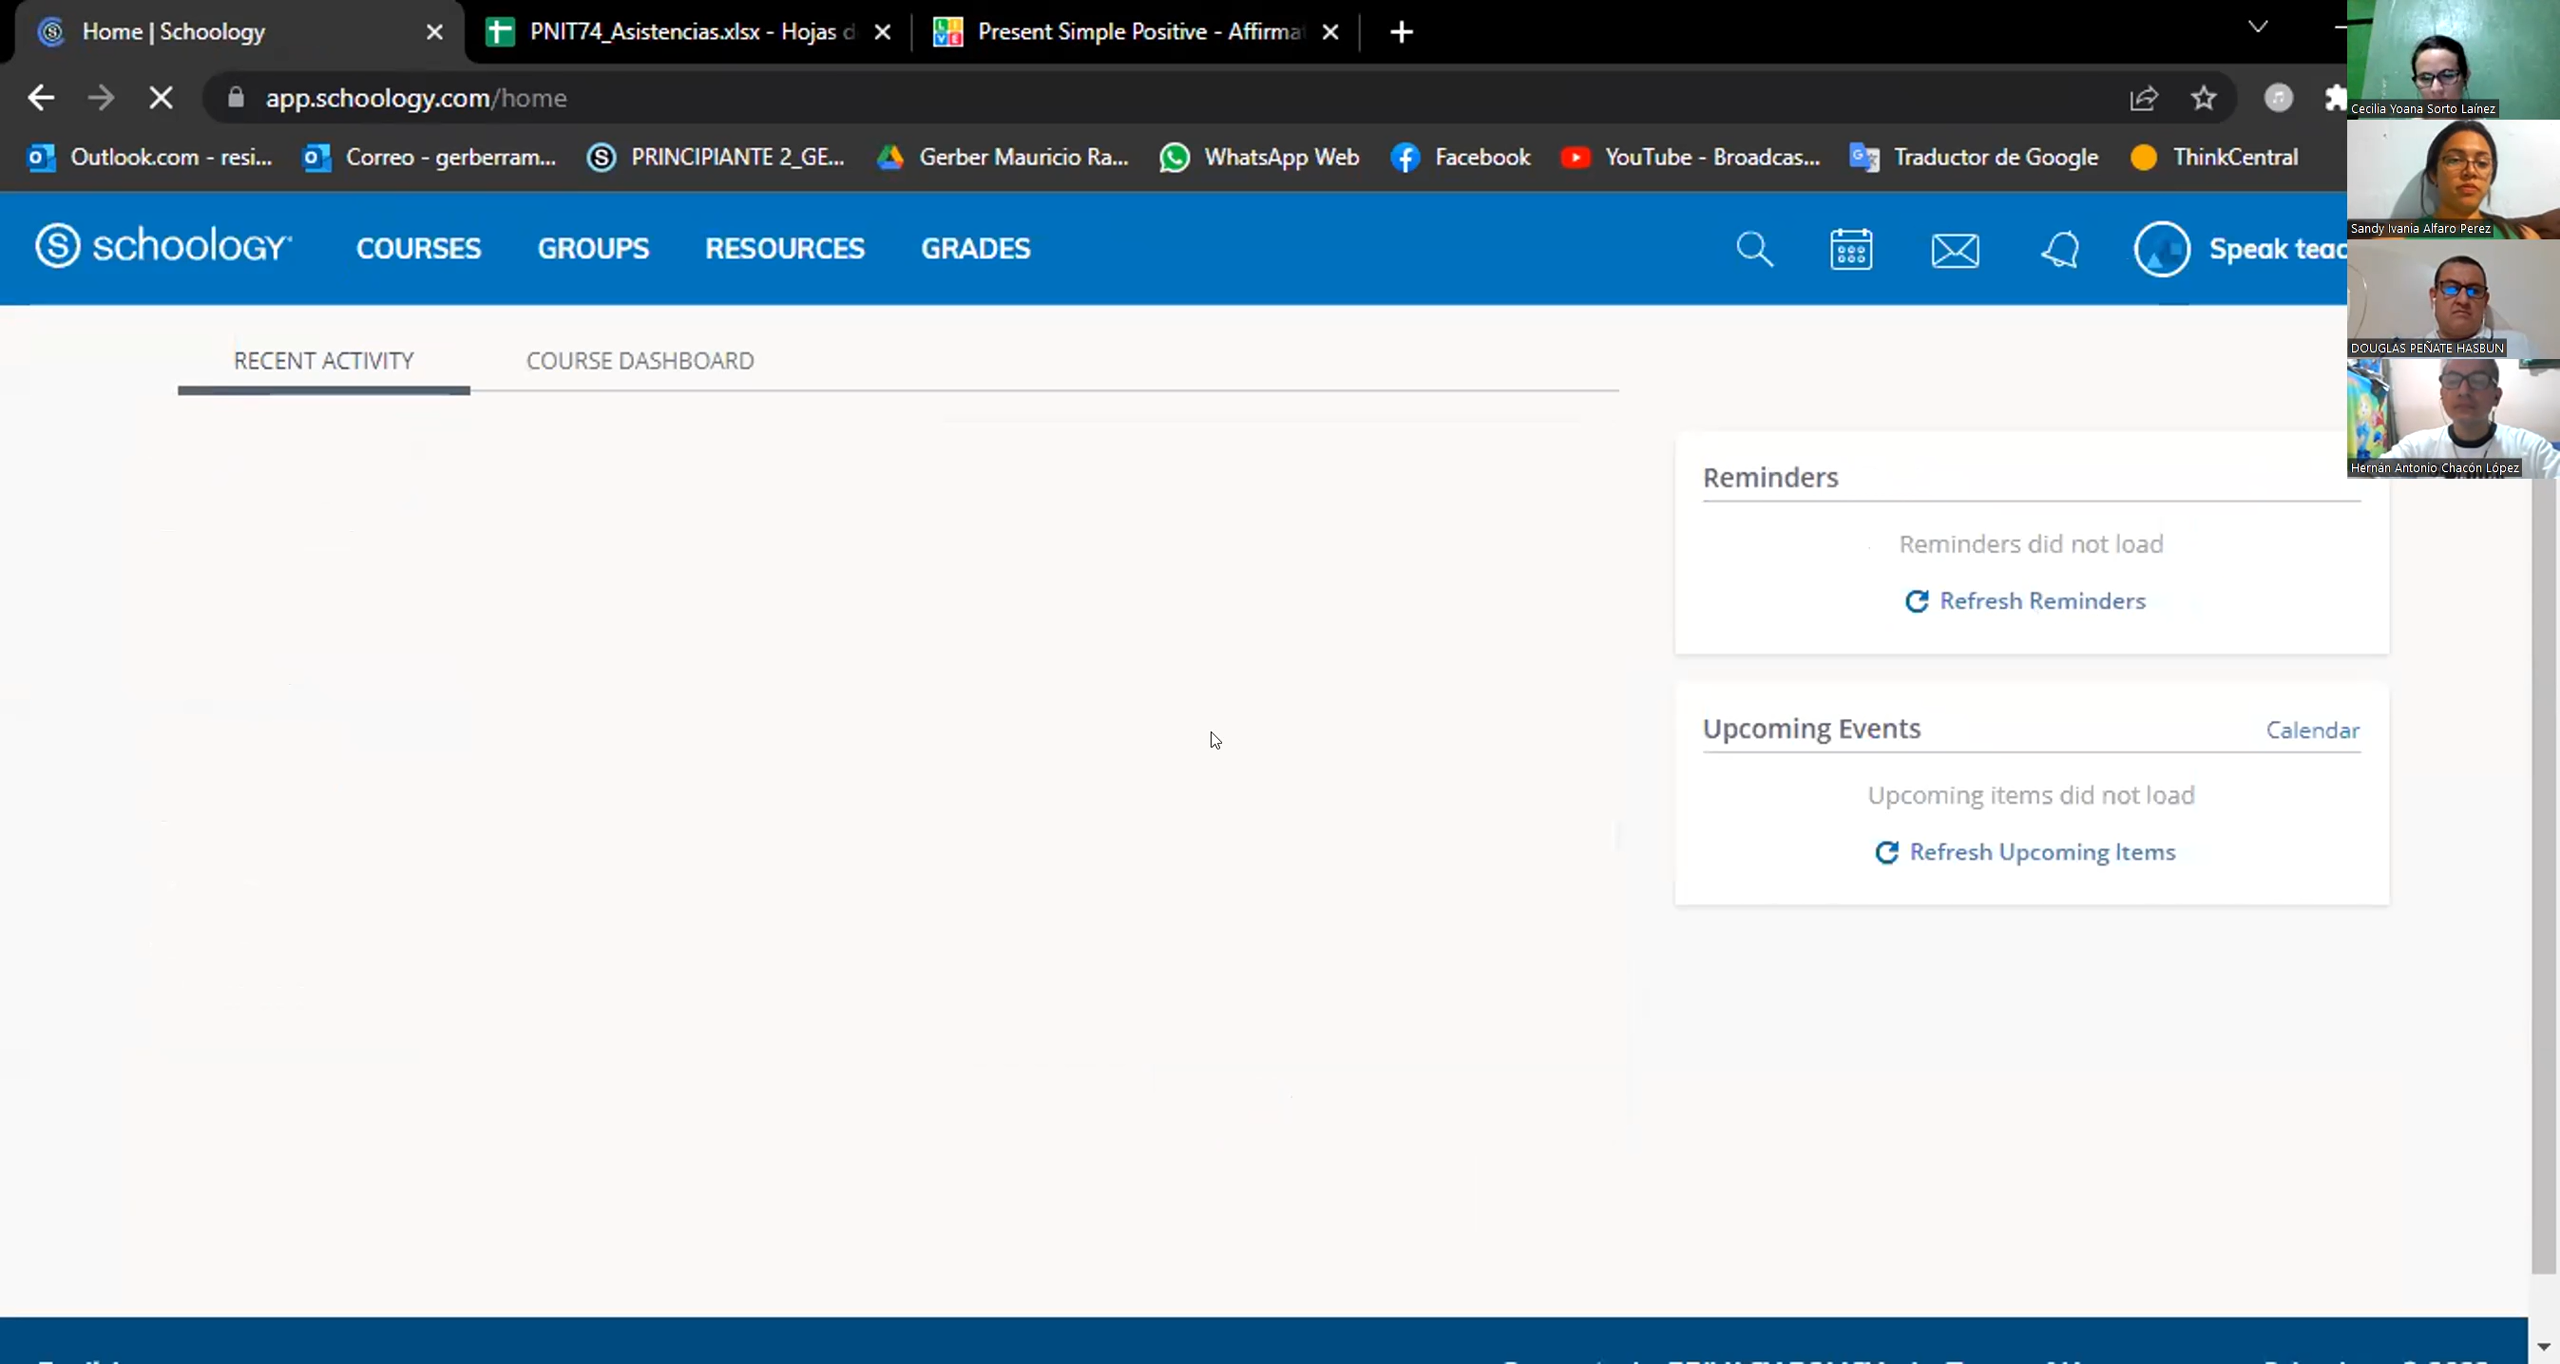 Home | Schoology
PNIT74_Asistencias.xlsx - Hojas d
Present Simple Positive - Affirma
app.schoology.com/home
Outlook.com - resi...
Correo - gerberram...
PRINCIPIANTE 2_GE...
Gerber Mauricio Ra...
WhatsApp Web
Facebook
YouTube - Broadcas...
Traductor de Google
ThinkCentral
schoology
COURSES
GROUPS
RESOURCES
GRADES
Speak teac
RECENT ACTIVITY
COURSE DASHBOARD
Reminders
Reminders did not load
Refresh Reminders
Upcoming Events
Calendar
Upcoming items did not load
Refresh Upcoming Items
Cecilia Yoana Sorto Laínez
Sandy Ivania Alfaro Perez
DOUGLAS PEÑATE HASBUN
Hernán Antonio Chacón López